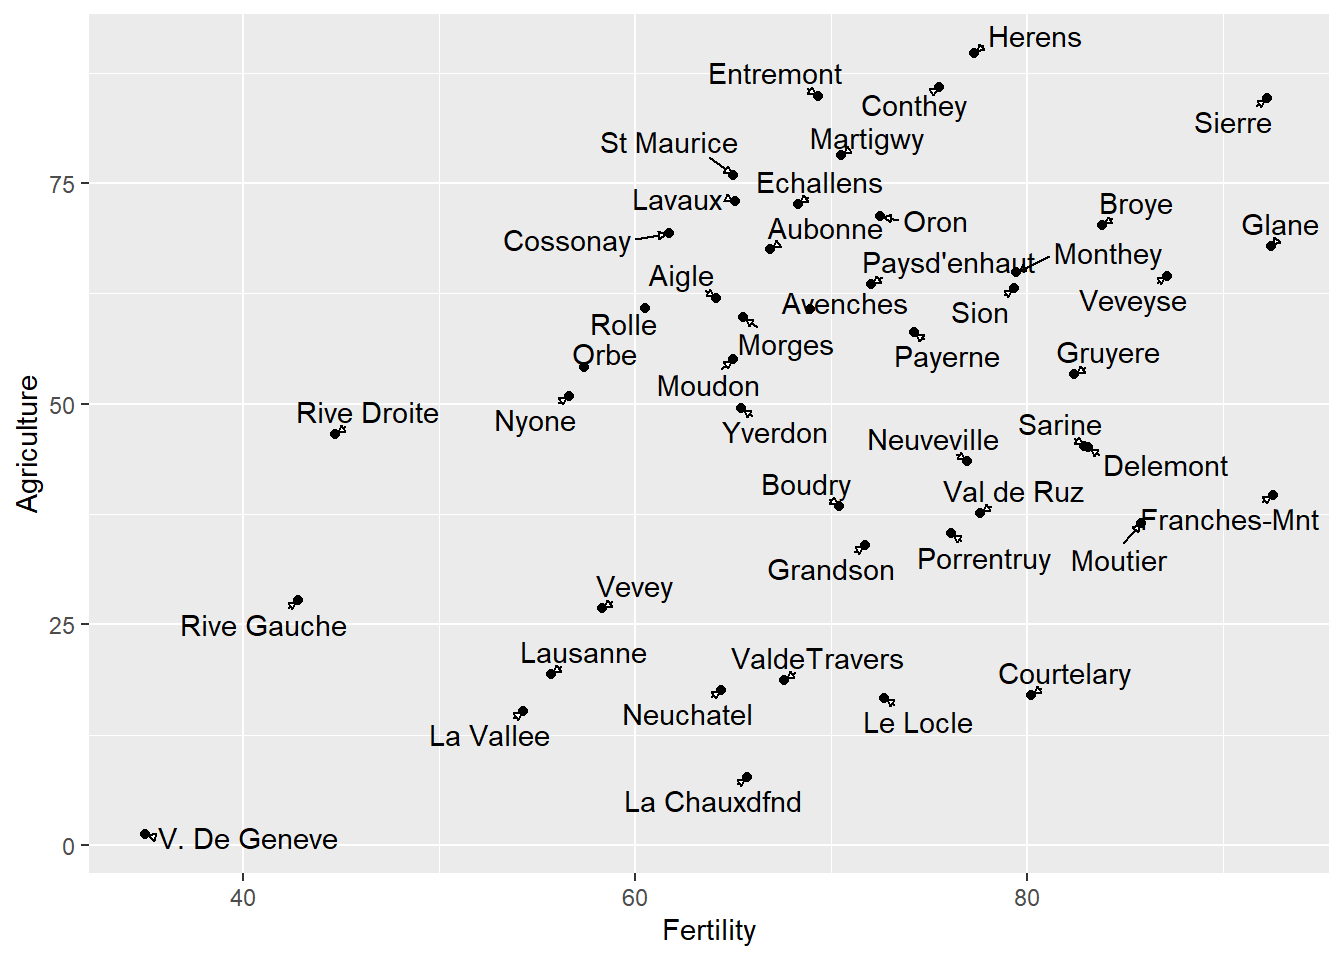 Herens
Entremont
Conthey
Sierre
St Maurice
Martigwy
75
Echallens
Lavaux
Broye
Cossonay
Aubonne
Oron
Glane
Aigle
Paysd'enhaut
Monthey
Avenches
Sion
Veveyse
Rolle
Orbe
Morges
Payerne
Gruyere
Moudon
50
Rive Droite
Nyone
Yverdon
Neuveville
Sarine
Delemont
Agriculture
Boudry
Val de Ruz
Franches-Mnt
Grandson
Porrentruy
Moutier
Vevey
25
Rive Gauche
Lausanne
ValdeTravers
Courtelary
Neuchatel
Le Locle
La Vallee
La Chauxdfnd
0
V. De Geneve
40
60
80
Fertility